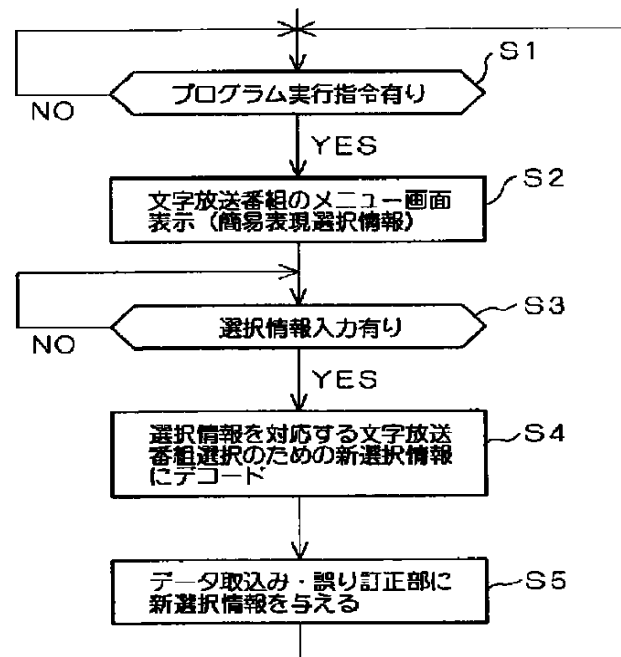 S1
プログラム実行指令有り
NO
YES
S2
文字放送番組のメニュー画面
表示（簡易表現選択情報）
S3
選択情報入力有り
NO
YES
S4
選択情報を対応する文字放送
番組選択のための新選択情報
にデコード
S5
データ取込み・誤り訂正部に
新選択情報を与える